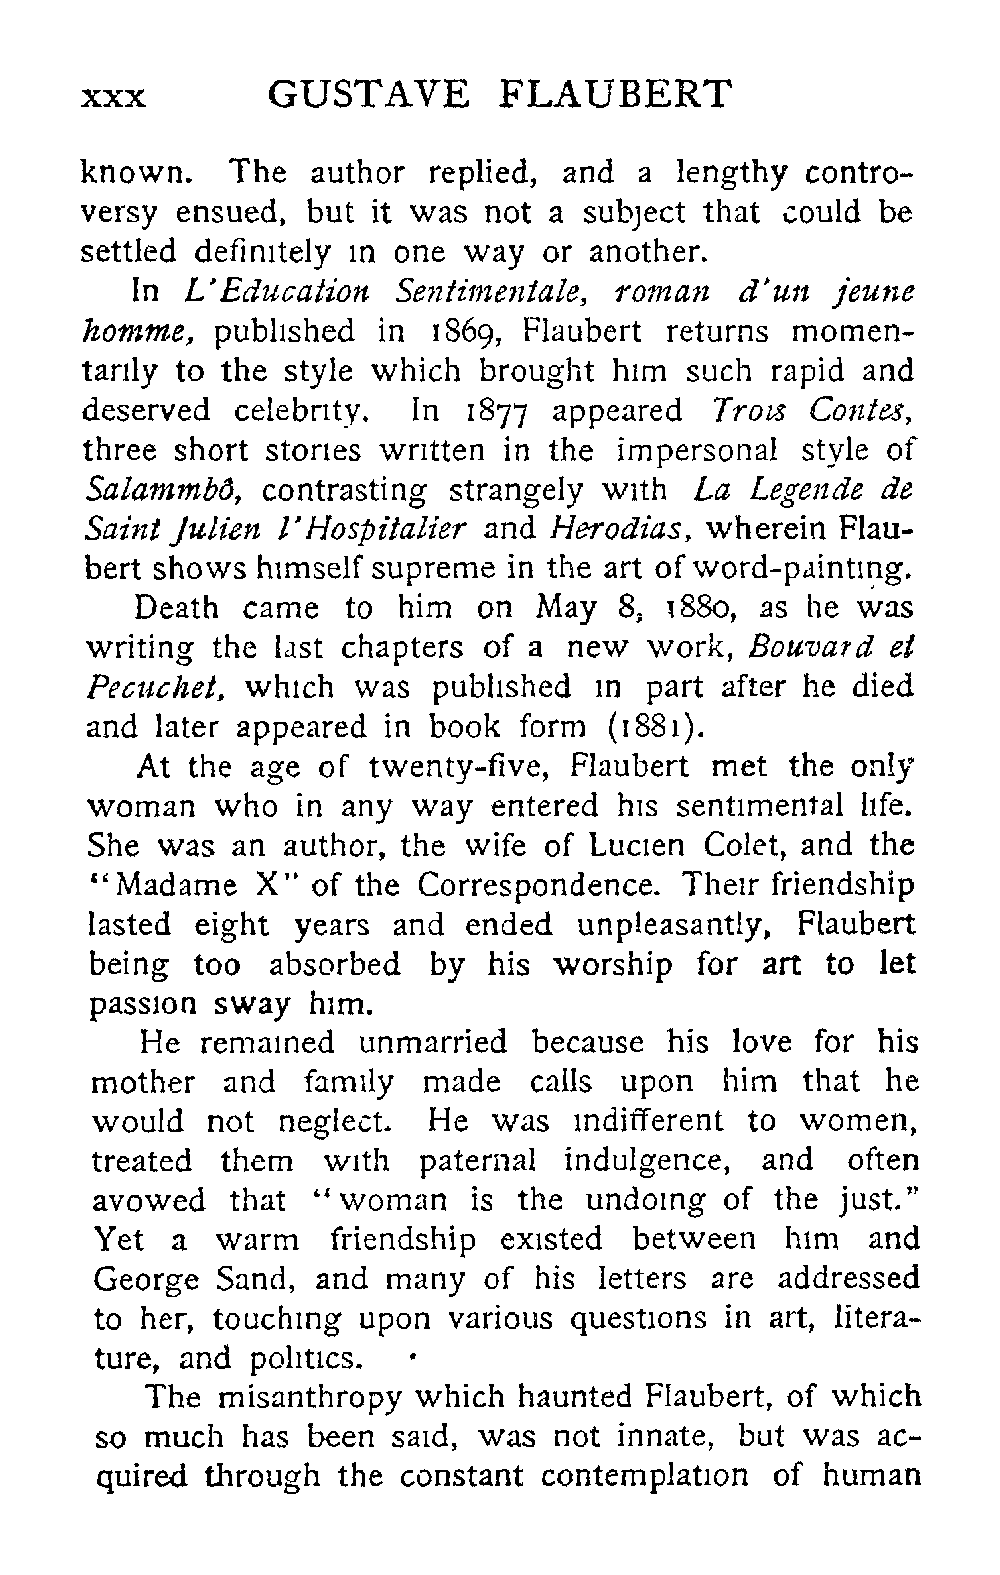 xxx GUSTAVE FLAUBERT
known. The author replied, and a lengthy contro-
versy ensued, but it was not a subject that could be
settled definitely in one way or another.
In L'Education Sentimentale, roman d'un jeune
homme, published in 1869, Flaubert returns momen-
tarily to the style which brought him such rapid and
deserved celebrity. In 1877 appeared Trois Contes,
three short stories written in the impersonal style of
Salammbô, contrasting strangely with La Legende de
Saint Julien l'Hospitalier and Herodias, wherein Flau-
bert shows himself supreme in the art of word-painting.
Death came to him on May 8, 1880, as he was
writing the last chapters of a new work, Bouvard et
Pecuchet, which was published in part after he died
and later appeared in book form (1881).
At the age of twenty-five, Flaubert met the only
woman who in any way entered his sentimental life.
She was an author, the wife of Lucien Colet, and the
"Madame X" of the Correspondence. Their friendship
lasted eight years and ended unpleasantly, Flaubert
being too absorbed by his worship for art to let
passion sway him.
He remained unmarried because his love for his
mother and family made calls upon him that he
would not neglect. He was indifferent to women,
treated them with paternal indulgence, and often
avowed that "woman is the undoing of the just."
Yet a warm friendship existed between him and
George Sand, and many of his letters are addressed
to her, touching upon various questions in art, litera-
ture, and politics.
The misanthropy which haunted Flaubert, of which
so much has been said, was not innate, but was ac-
quired through the constant contemplation of human